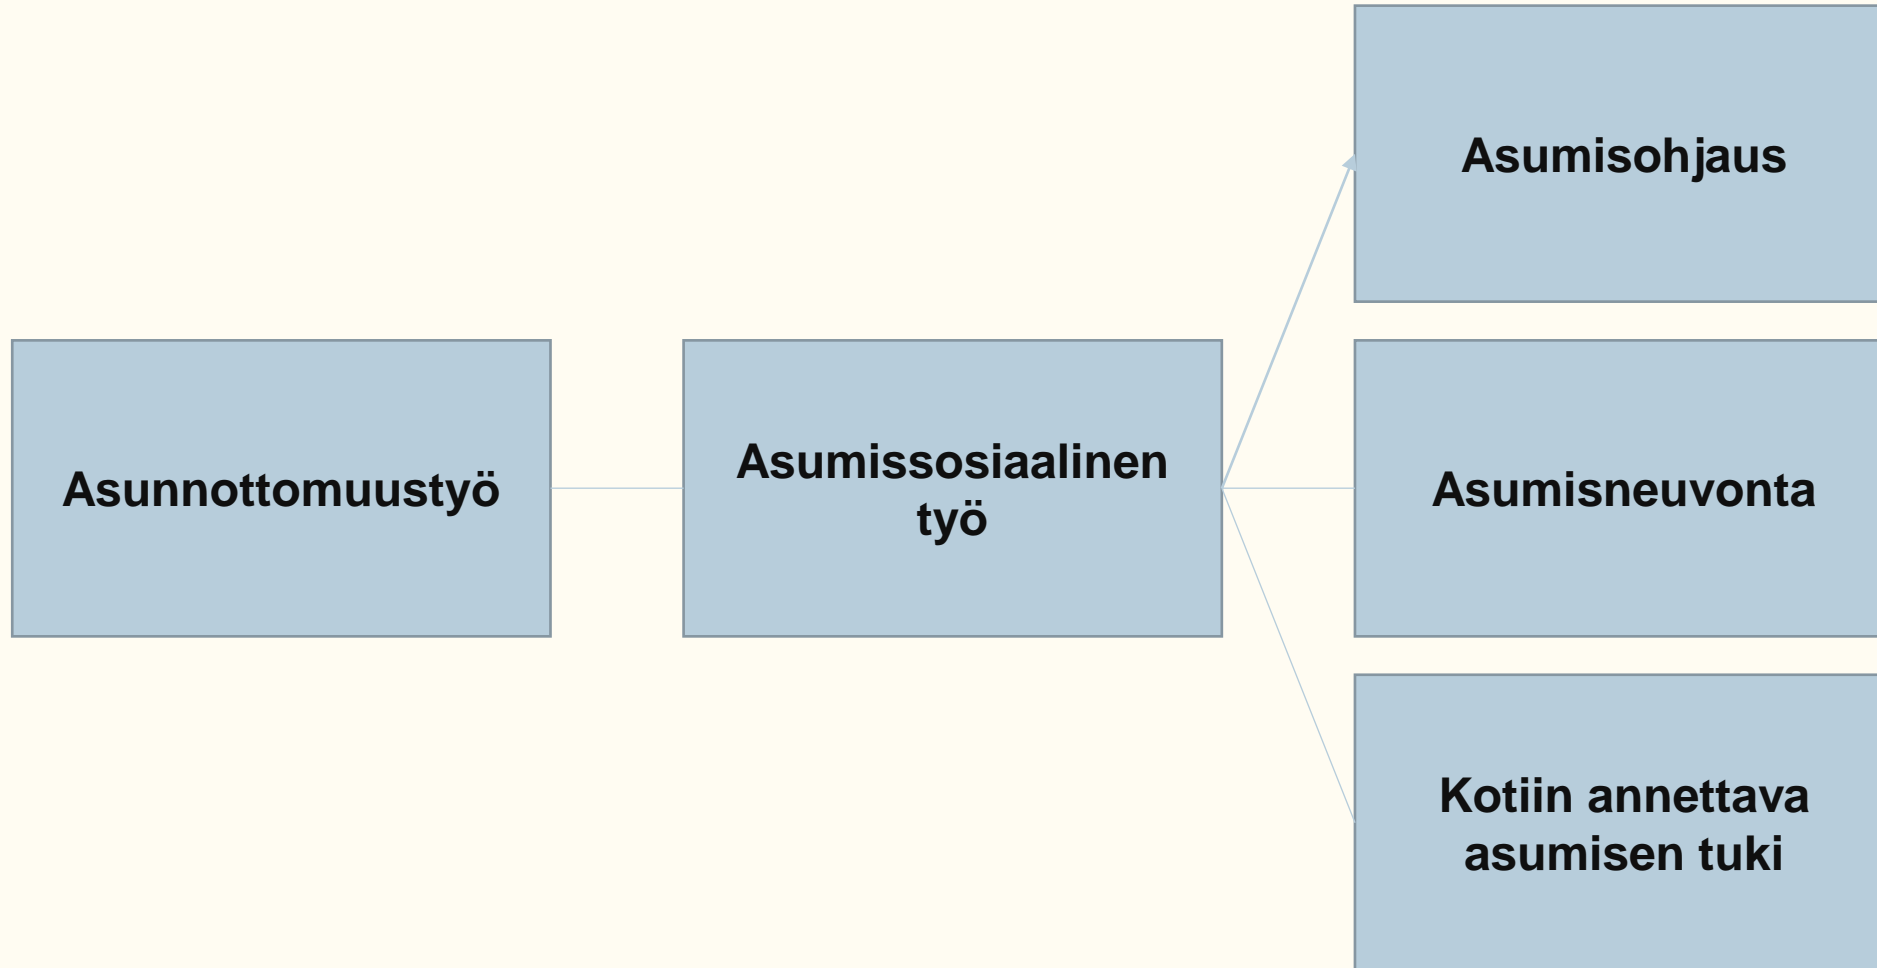 Asunnottomuustyö
Asumissosiaalinen
työ
Asumisohjaus
Asumisneuvonta
Kotiin annettava
asumisen tuki